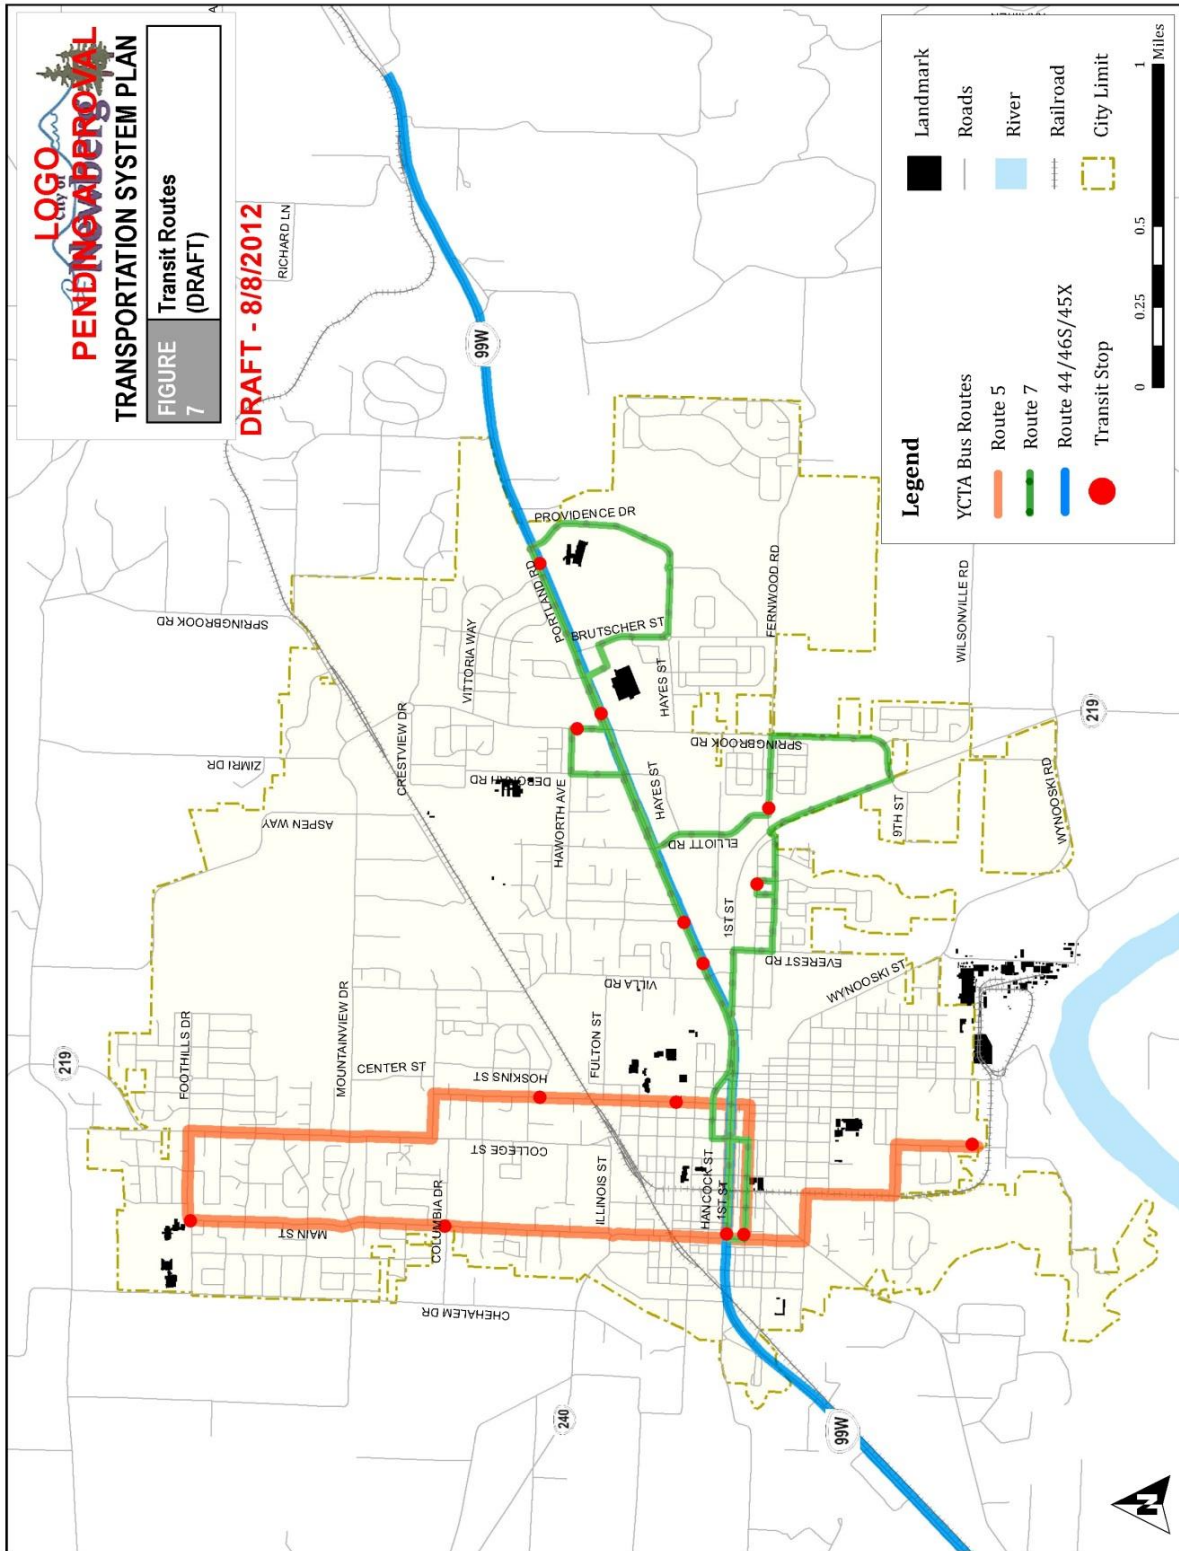 LOGO
City of
Newberg
PENDING APPROVAL
TRANSPORTATION SYSTEM PLAN
FIGURE
7
Transit Routes
(DRAFT)
DRAFT - 8/8/2012
RICHARD LN
99W
PROVIDENCE DR
PORTLAND RD
BRUTSCHER ST
FERNWOOD RD
SPRINGBROOK RD
VITTORIA WAY
HAYES ST
WILSONVILLE RD
ZIMRI DR
CRESTVIEW DR
DEBORAH RD
SPRINGBROOK RD
219
ASPEN WAY
HAWORTH AVE
HAYES ST
ELLIOTT RD
9TH ST
WYNOOSKI RD
1ST ST
VILLA RD
EVEREST RD
WYNOOSKI ST
219
FOOTHILLS DR
MOUNTAINVIEW DR
CENTER ST
HOSKINS ST
FULTON ST
COLLEGE ST
MAIN ST
COLUMBIA DR
ILLINOIS ST
HANCOCK ST
1ST ST
CHEHALEM DR
240
99W
N
Legend
YCTA Bus Routes
Route 5
Route 7
Route 44/46S/45X
Transit Stop
Landmark
Roads
River
Railroad
City Limit
0 0.25 0.5 1
Miles